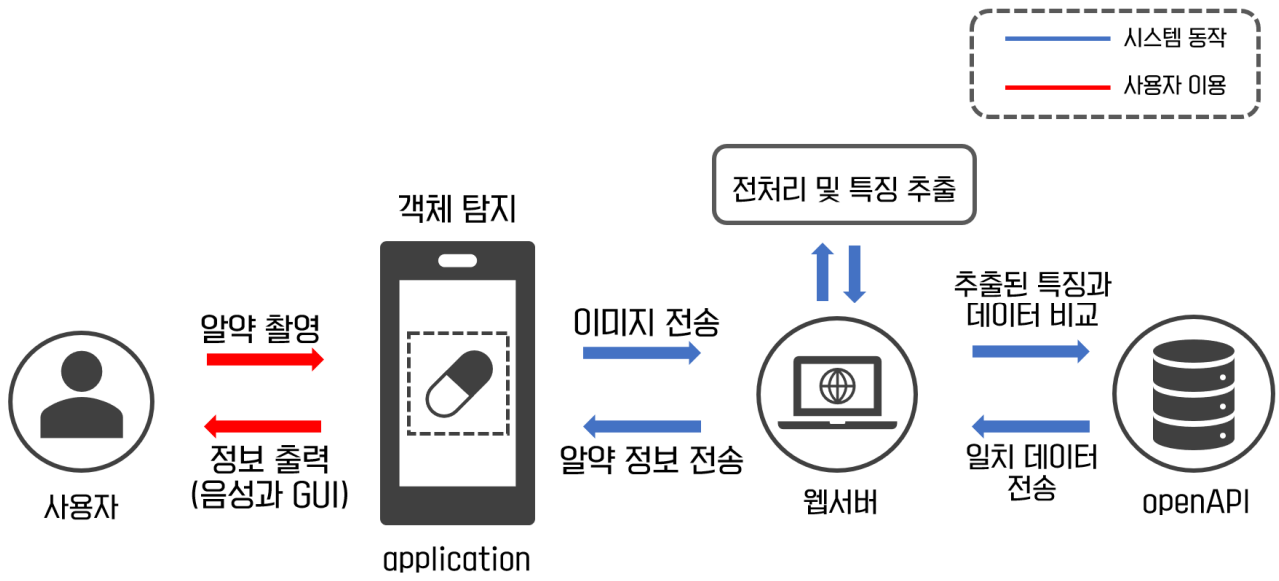 시스템 동작
사용자 이용
전처리 및 특징 추출
객체 탐지
추출된 특징과
데이터 비교
알약 촬영
이미지 전송
정보 출력
(음성과 GUI)
알약 정보 전송
일치 데이터
전송
사용자
웹서버
openAPI
application